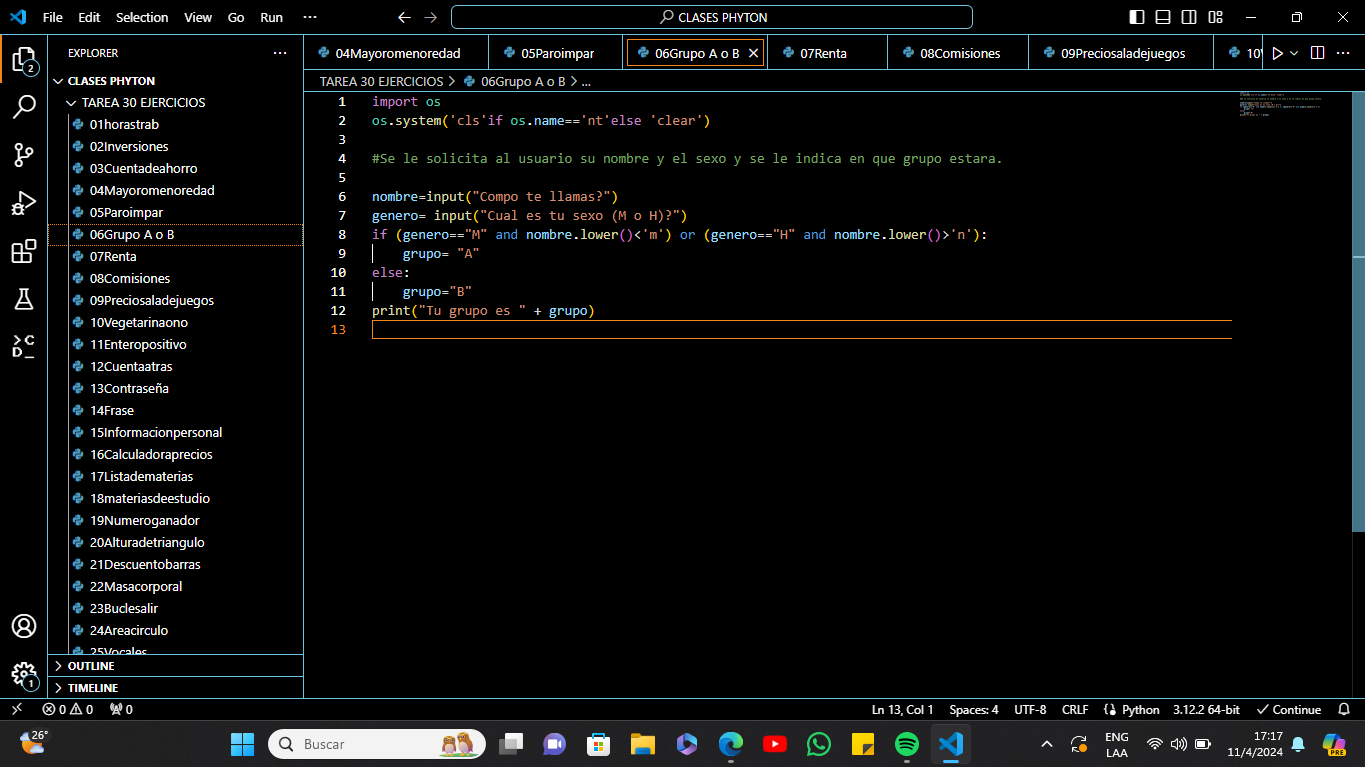 File Edit Selection View Go Run ··· CLASES PHYTON
EXPLORER ···
CLASES PHYTON
TAREA 30 EJERCICIOS
01horastrab
02Inversiones
03Cuentadeahorro
04Mayoromenoredad
05Paroimpar
06Grupo A o B
07Renta
08Comisiones
09Preciosaladejuegos
10Vegetarinaono
11Enteropositivo
12Cuentaatras
13Contraseña
14Frase
15Informacionpersonal
16Calculadoraprecios
17Listadematerias
18materiasdeestudio
19Numeroganador
20Alturadetriangulo
21Descuentobarras
22Masacorporal
23Buclesalir
24Areacirculo
25Vocales
OUTLINE
TIMELINE
2
1
04Mayoromenoredad 05Paroimpar 06Grupo A o B 07Renta 08Comisiones 09Preciosaladejuegos 10V ···
TAREA 30 EJERCICIOS > 06Grupo A o B > ...
1 import os
2 os.system('cls'if os.name=='nt'else 'clear')
3
4 #Se le solicita al usuario su nombre y el sexo y se le indica en que grupo estara.
5
6 nombre=input("Compo te llamas?")
7 genero= input("Cual es tu sexo (M o H)?")
8 if (genero=="M" and nombre.lower()<'m') or (genero=="H" and nombre.lower()>'n'):
9 grupo= "A"
10 else:
11 grupo="B"
12 print("Tu grupo es " + grupo)
13
0 0 0 Ln 13, Col 1 Spaces: 4 UTF-8 CRLF Python 3.12.2 64-bit Continue
26° Buscar ENG LAA 17:17 11/4/2024 PRE